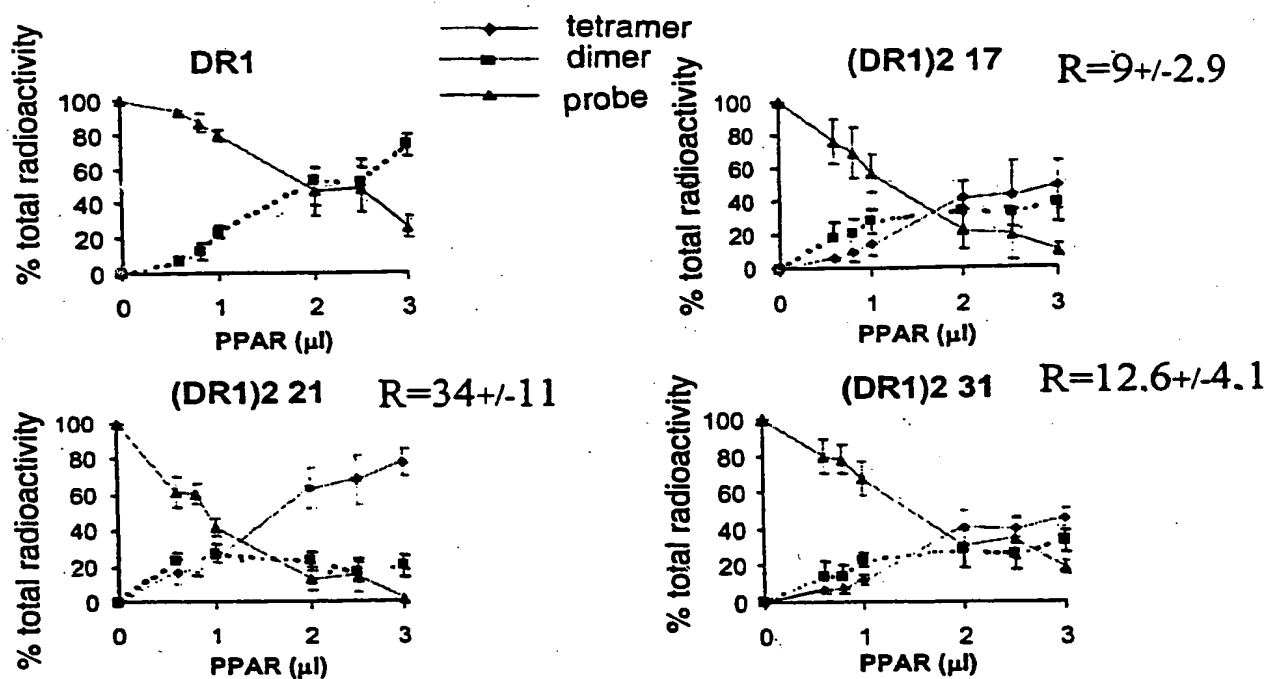 tetramer
dimer
probe
DR1
% total radioactivity
100
80
60
40
20
0
0 1 2 3
PPAR (µl)
(DR1)2 17 R=9+/-2.9
% total radioactivity
100
80
60
40
20
0
0 1 2 3
PPAR (µl)
(DR1)2 21 R=34+/-11
% total radioactivity
100
80
60
40
20
0
0 1 2 3
PPAR (µl)
(DR1)2 31 R=12.6+/-4.1
% total radioactivity
100
80
60
40
20
0
0 1 2 3
PPAR (µl)